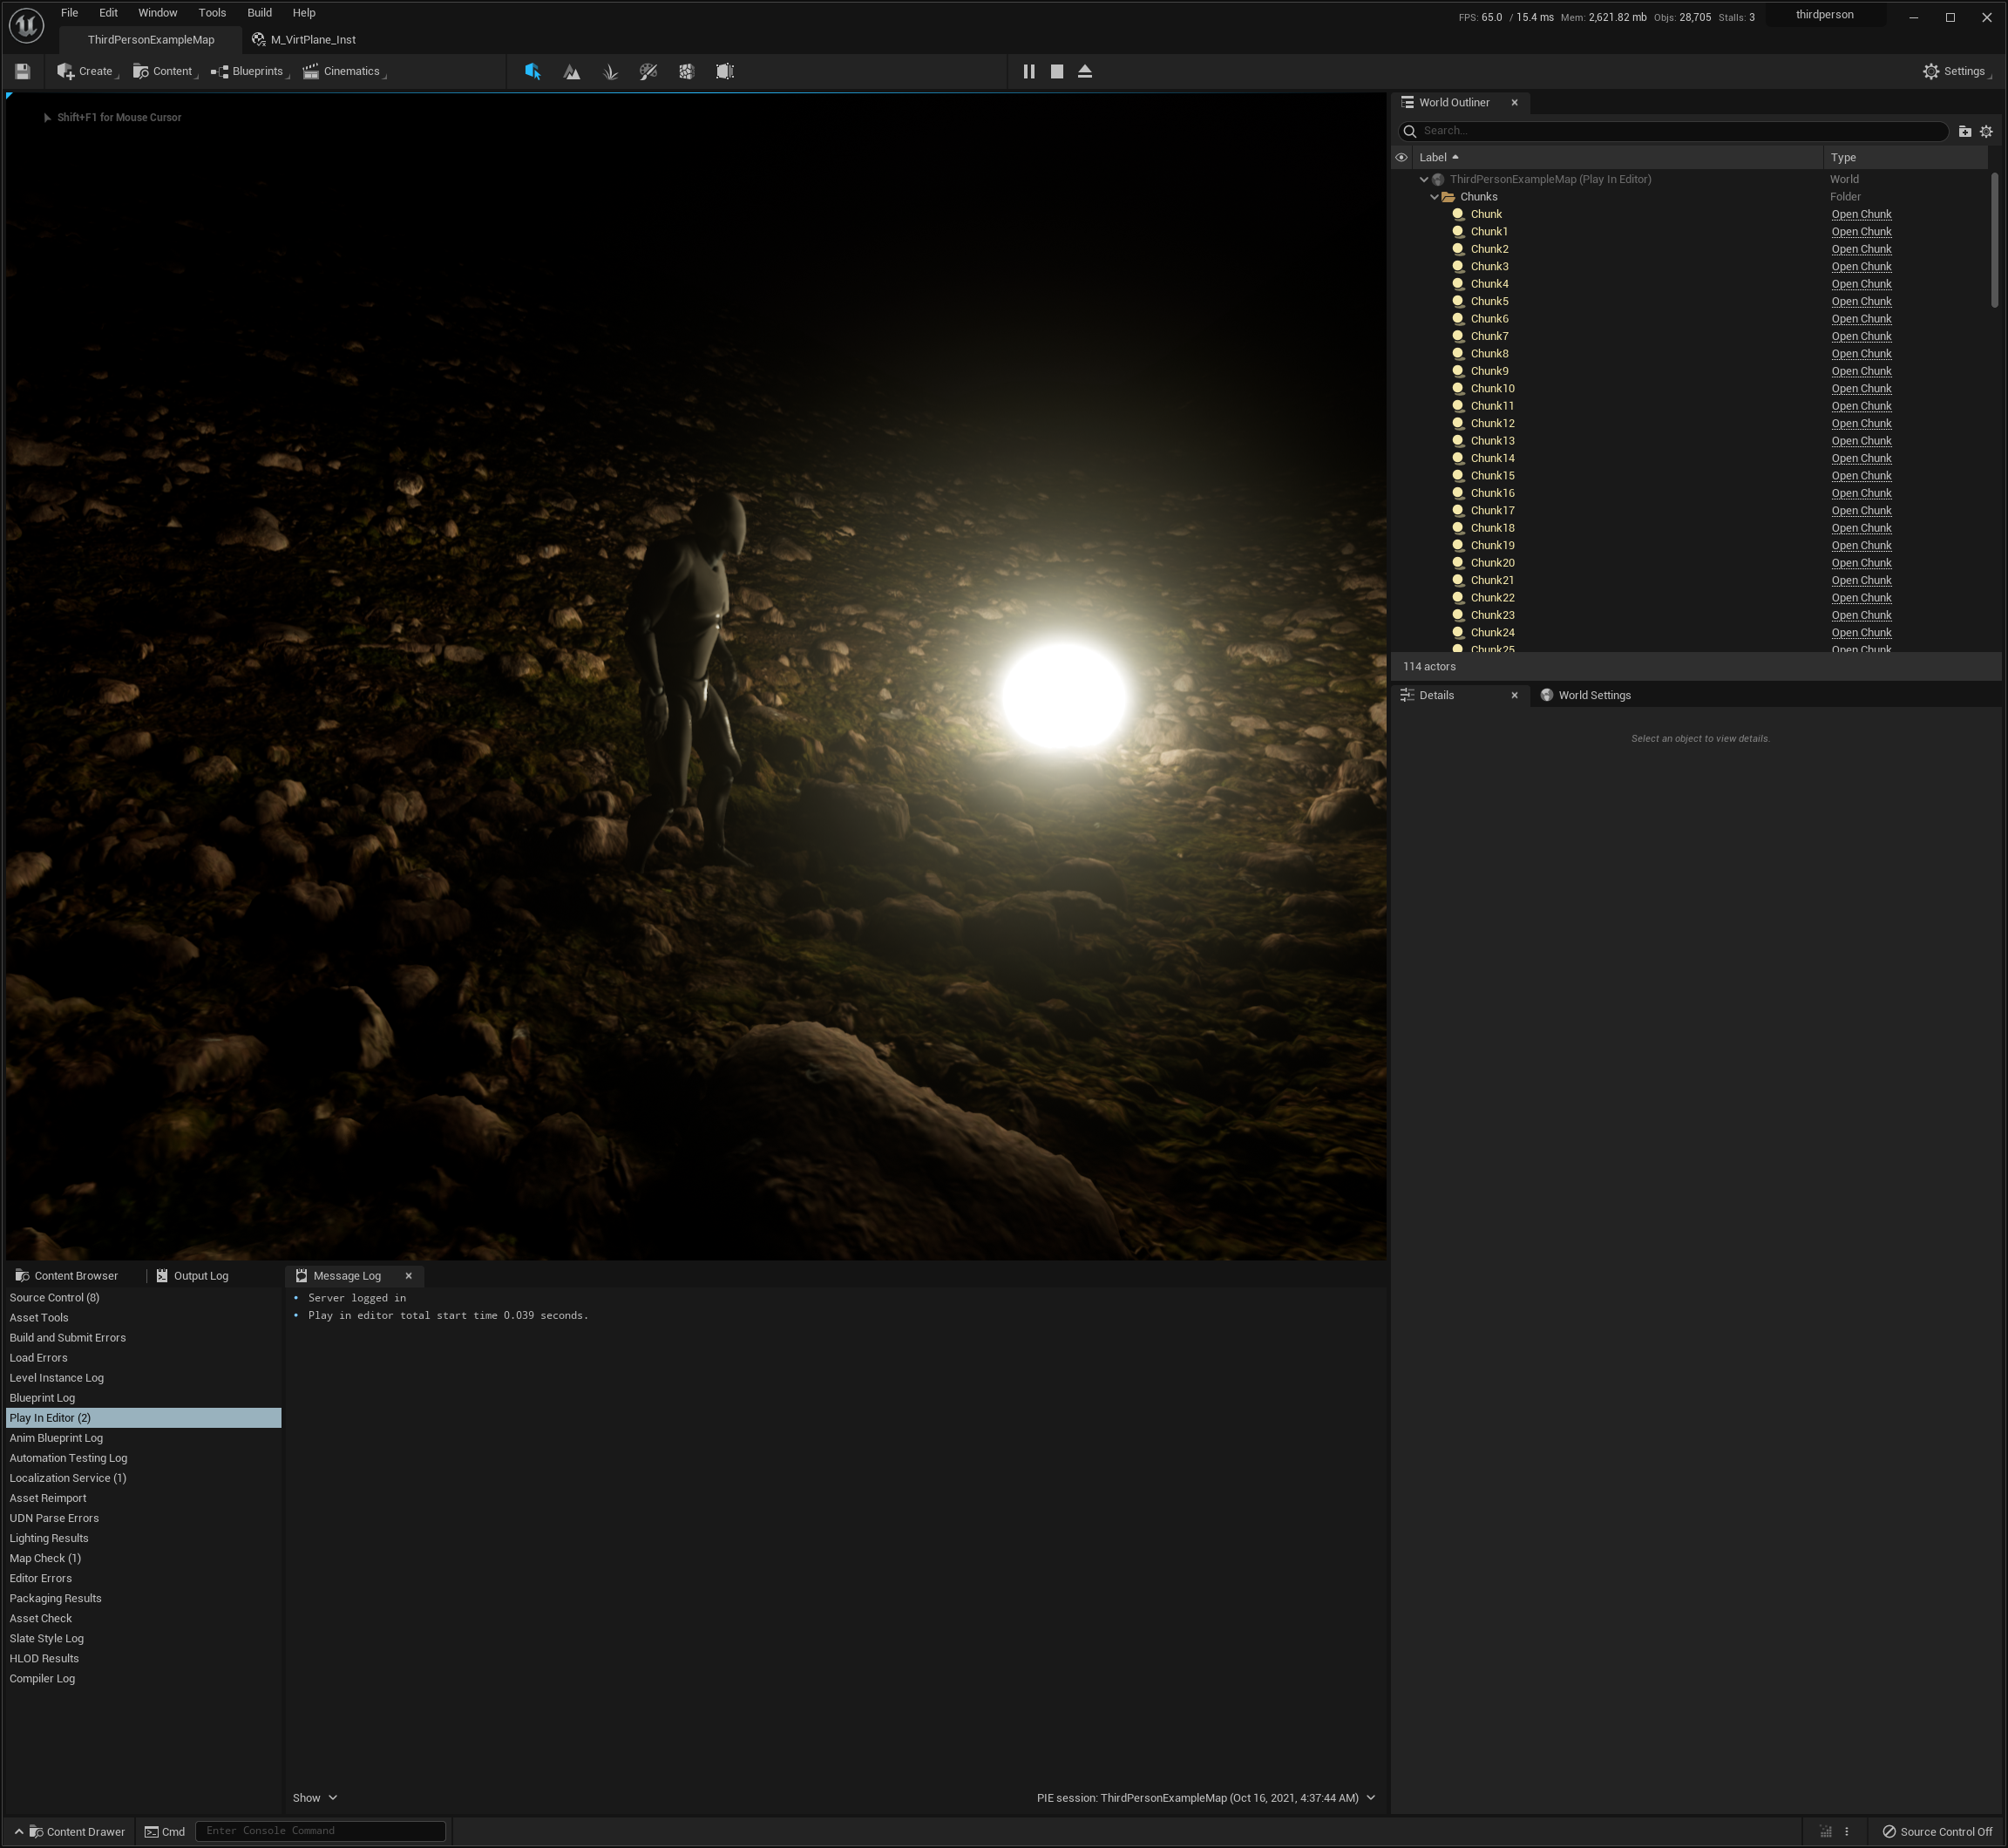 File Edit Window Tools Build Help
FPS: 65.0 / 15.4 ms Mem: 2,621.82 mb Objs: 28,705 Stalls: 3
thirdperson
ThirdPersonExampleMap
M_VirtPlane_Inst
Create Content Blueprints Cinematics
Settings
Shift+F1 for Mouse Cursor
World Outliner
Search...
Label Type
ThirdPersonExampleMap (Play In Editor) World
Chunks Folder
Chunk Open Chunk
Chunk1 Open Chunk
Chunk2 Open Chunk
Chunk3 Open Chunk
Chunk4 Open Chunk
Chunk5 Open Chunk
Chunk6 Open Chunk
Chunk7 Open Chunk
Chunk8 Open Chunk
Chunk9 Open Chunk
Chunk10 Open Chunk
Chunk11 Open Chunk
Chunk12 Open Chunk
Chunk13 Open Chunk
Chunk14 Open Chunk
Chunk15 Open Chunk
Chunk16 Open Chunk
Chunk17 Open Chunk
Chunk18 Open Chunk
Chunk19 Open Chunk
Chunk20 Open Chunk
Chunk21 Open Chunk
Chunk22 Open Chunk
Chunk23 Open Chunk
Chunk24 Open Chunk
Chunk25 Open Chunk
114 actors
Details
World Settings
Select an object to view details.
Content Browser
Output Log
Message Log
Source Control (8)
Asset Tools
Build and Submit Errors
Load Errors
Level Instance Log
Blueprint Log
Play In Editor (2)
Anim Blueprint Log
Automation Testing Log
Localization Service (1)
Asset Reimport
UDN Parse Errors
Lighting Results
Map Check (1)
Editor Errors
Packaging Results
Asset Check
Slate Style Log
HLOD Results
Compiler Log
Server logged in
Play in editor total start time 0.039 seconds.
Show
PIE session: ThirdPersonExampleMap (Oct 16, 2021, 4:37:44 AM)
Content Drawer
Cmd
Enter Console Command
Source Control Off